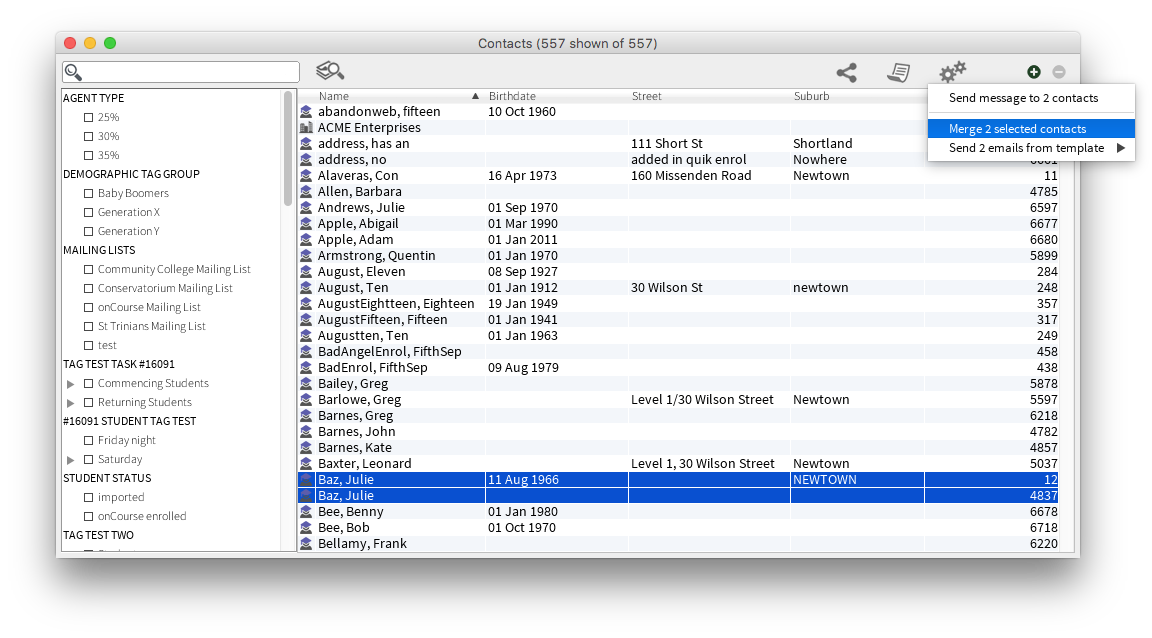 Contacts (557 shown of 557)
Send message to 2 contacts
Merge 2 selected contacts
Send 2 emails from template
AGENT TYPE
25%
30%
35%
DEMOGRAPHIC TAG GROUP
Baby Boomers
Generation X
Generation Y
MAILING LISTS
Community College Mailing List
Conservatorium Mailing List
onCourse Mailing List
St Trinians Mailing List
test
TAG TEST TASK #16091
Commencing Students
Returning Students
#16091 STUDENT TAG TEST
Friday night
Saturday
STUDENT STATUS
imported
onCourse enrolled
TAG TEST TWO
Name Birthdate Street Suburb
abandonweb, fifteen 10 Oct 1960
ACME Enterprises
address, has an 111 Short St Shortland
address, no added in quik enrol Nowhere
Alaveras, Con 16 Apr 1973 160 Missenden Road Newtown 11
Allen, Barbara 4785
Andrews, Julie 01 Sep 1970 6597
Apple, Abigail 01 Mar 1990 6677
Apple, Adam 01 Jan 2011 6680
Armstrong, Quentin 01 Jan 1970 5899
August, Eleven 08 Sep 1927 284
August, Ten 01 Jan 1912 30 Wilson St newtown 248
AugustEightteen, Eighteen 19 Jan 1949 357
AugustFifteen, Fifteen 01 Jan 1941 317
Augustten, Ten 01 Jan 1963 249
BadAngelEnrol, FifthSep 458
BadEnrol, FifthSep 09 Aug 1979 438
Bailey, Greg 5878
Barlowe, Greg Level 1/30 Wilson Street Newtown 5597
Barnes, Greg 6218
Barnes, John 4782
Barnes, Kate 4857
Baxter, Leonard Level 1, 30 Wilson Street Newtown 5037
Baz, Julie 11 Aug 1966 NEWTOWN 12
Baz, Julie 4837
Bee, Benny 01 Jan 1980 6678
Bee, Bob 01 Oct 1970 6718
Bellamy, Frank 6220